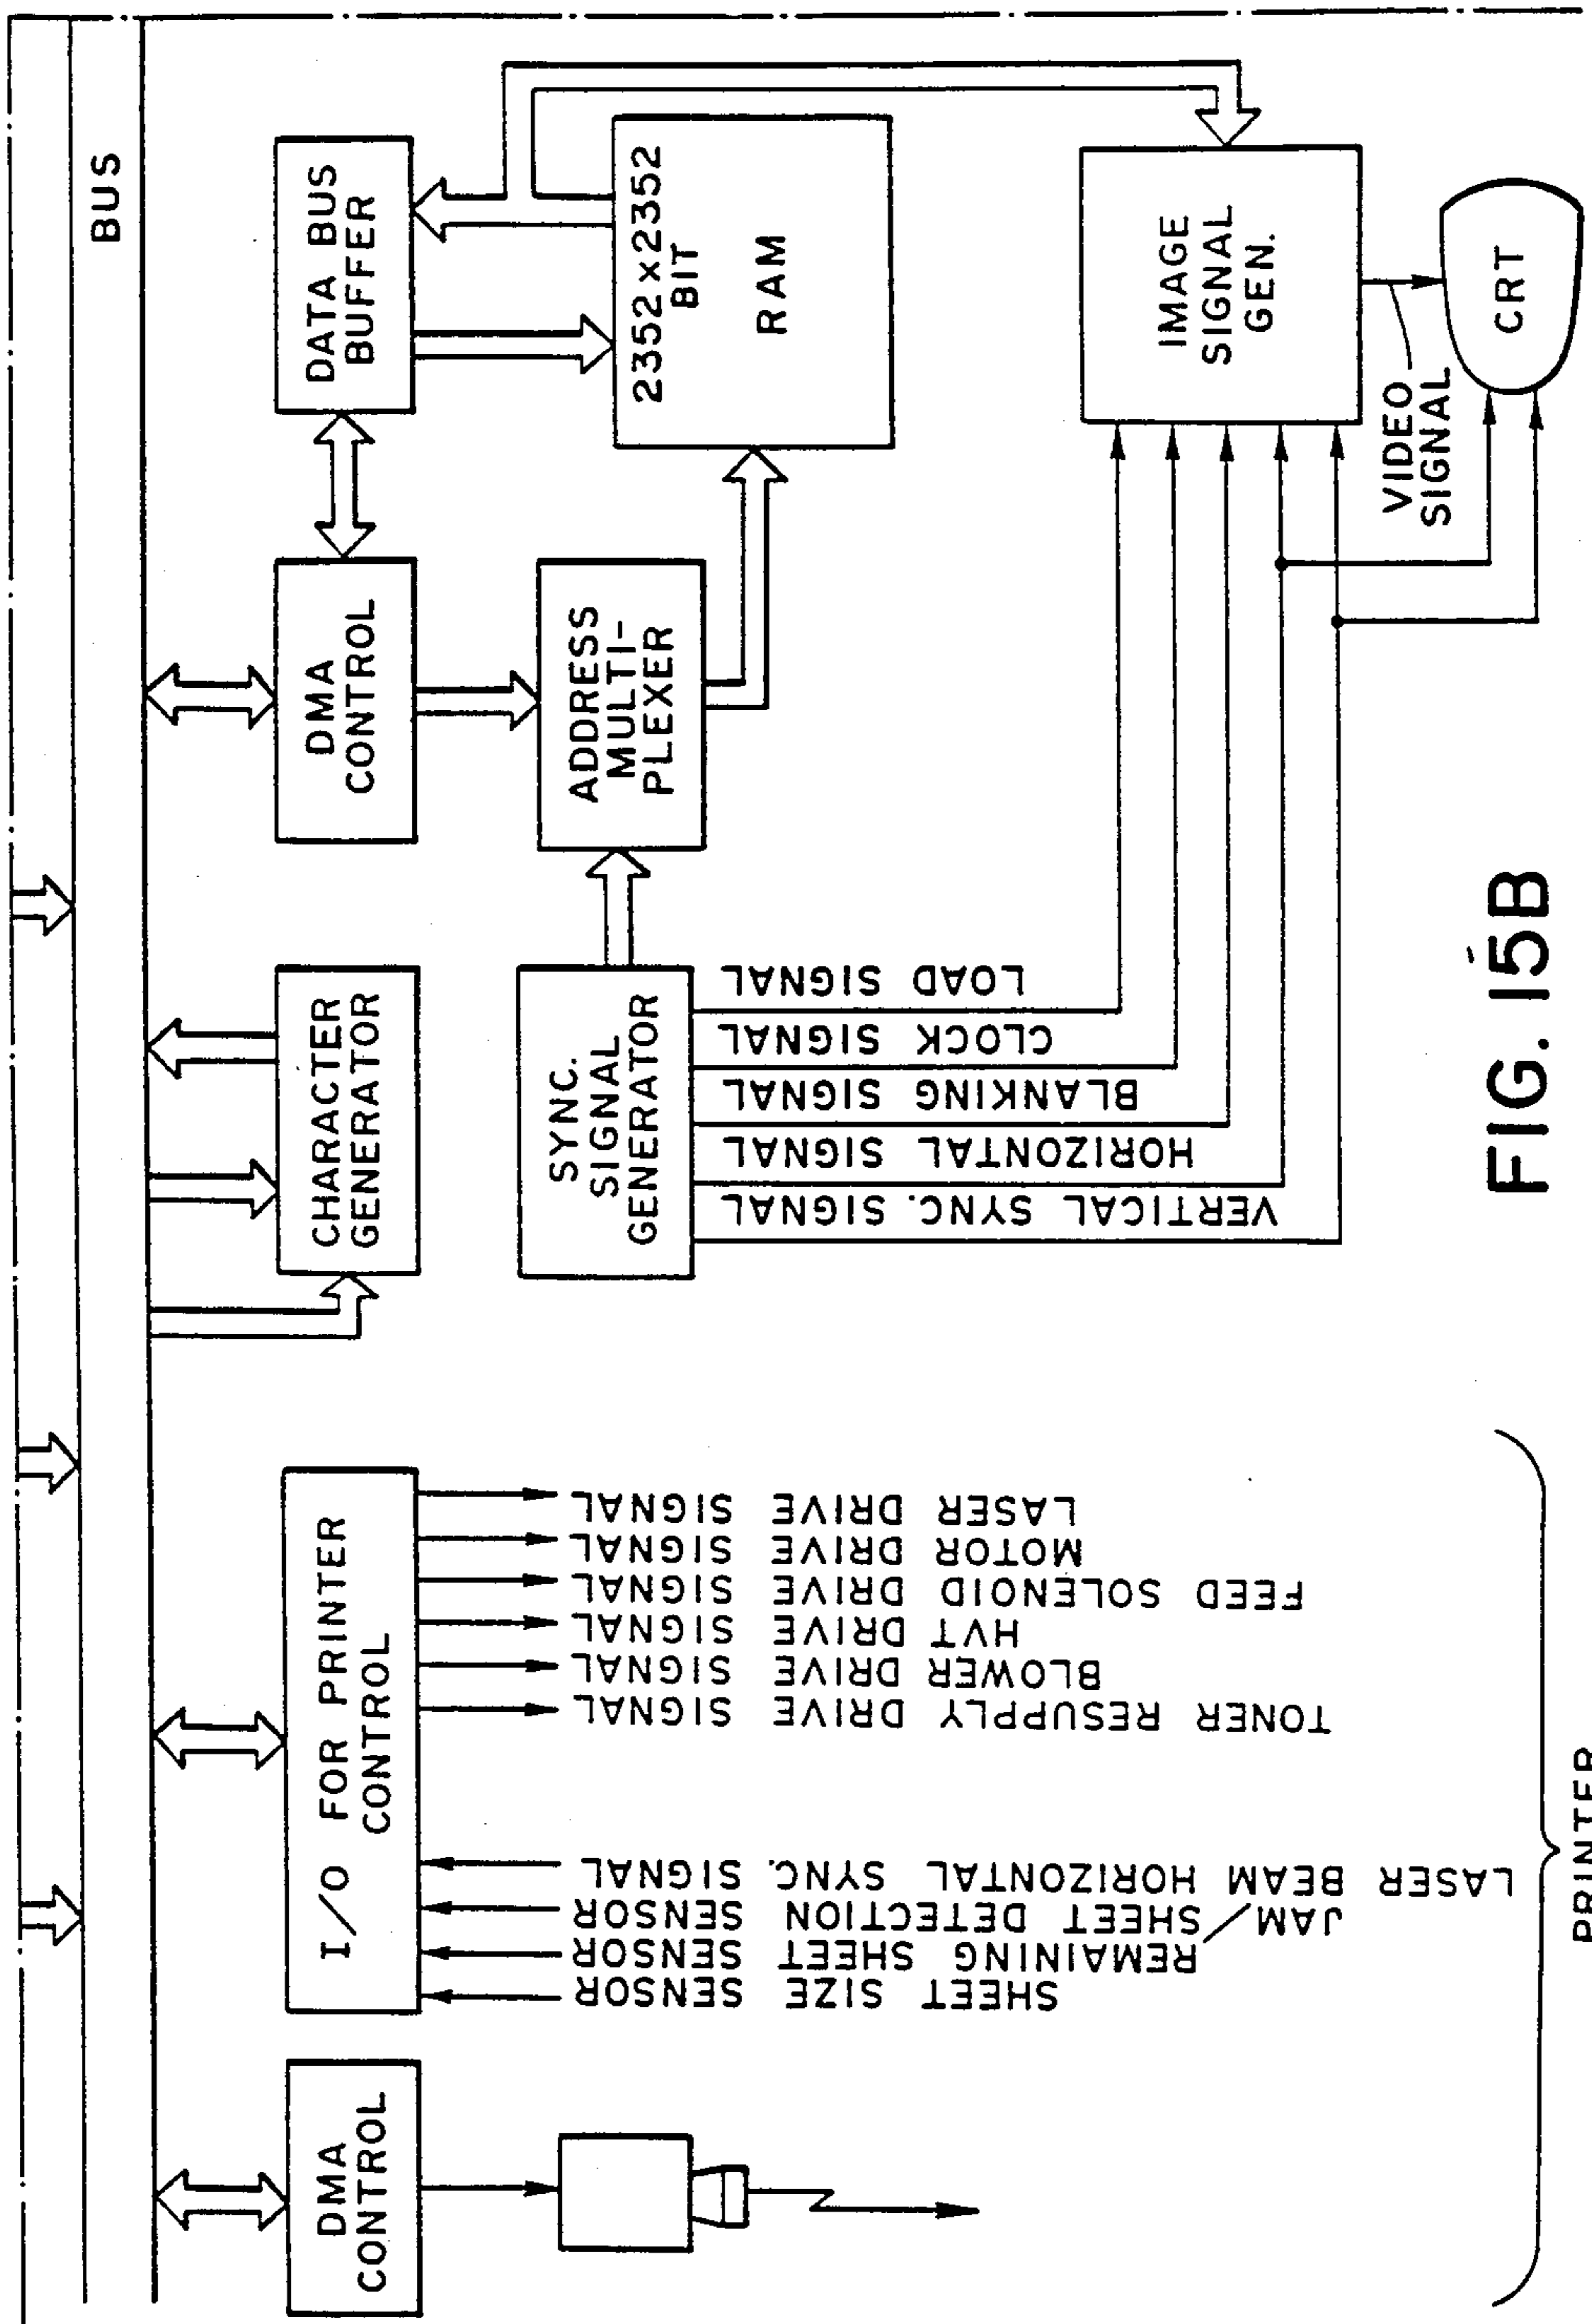 BUS
DMA
CONTROL
I/O FOR PRINTER
CONTROL
CHARACTER
GENERATOR
DMA
CONTROL
DATA BUS
BUFFER
SYNC.
SIGNAL
GENERATOR
ADDRESS
MULTI-
PLEXER
2352×2352
BIT
RAM
SHEET SIZE SENSOR
REMAINING SHEET SENSOR
JAM/SHEET DETECTION SENSOR
LASER BEAM HORIZONTAL SYNC. SIGNAL
TONER RESUPPLY DRIVE SIGNAL
BLOWER DRIVE SIGNAL
HVT DRIVE SIGNAL
FEED SOLENOID DRIVE SIGNAL
MOTOR DRIVE SIGNAL
LASER DRIVE SIGNAL
VERTICAL SYNC. SIGNAL
HORIZONTAL SIGNAL
BLANKING SIGNAL
CLOCK SIGNAL
LOAD SIGNAL
IMAGE
SIGNAL
GEN.
VIDEO
SIGNAL
CRT
PRINTER
FIG. 15B